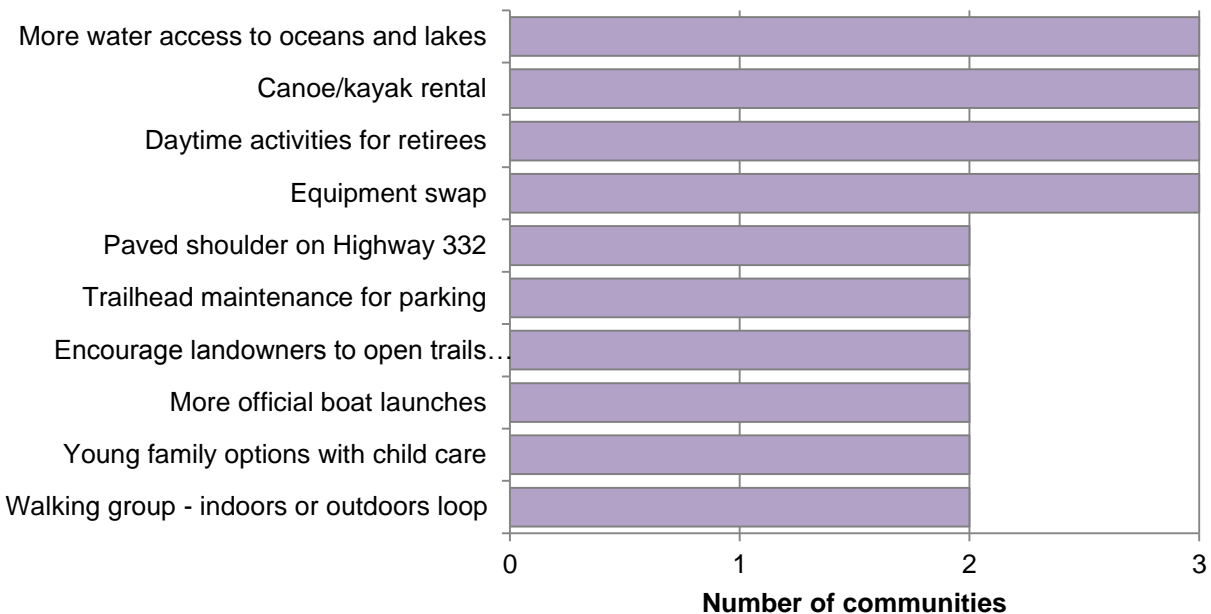 More water access to oceans and lakes
Canoe/kayak rental
Daytime activities for retirees
Equipment swap
Paved shoulder on Highway 332
Trailhead maintenance for parking
Encourage landowners to open trails…
More official boat launches
Young family options with child care
Walking group - indoors or outdoors loop
0 1 2 3
Number of communities